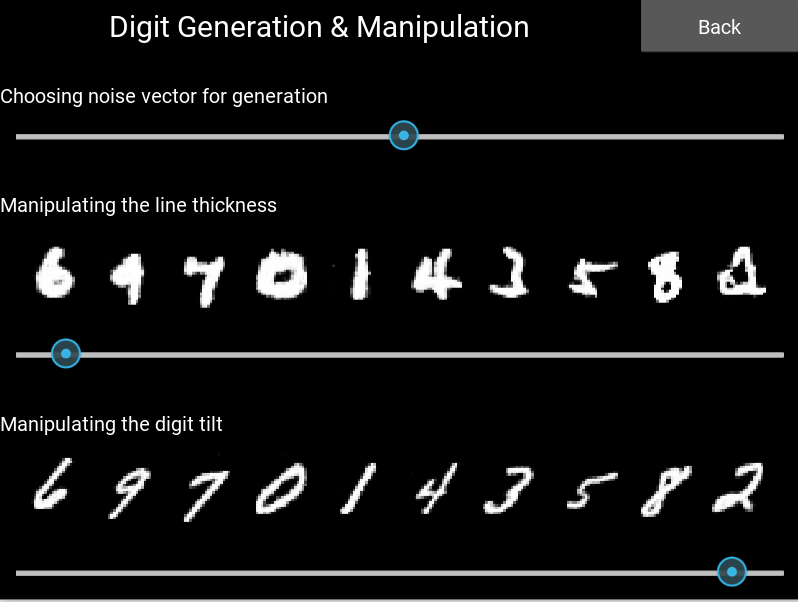 Digit Generation & Manipulation
Back
Choosing noise vector for generation
Manipulating the line thickness
6 9 7 0 1 4 3 5 8 2
Manipulating the digit tilt
6 9 7 0 1 4 3 5 8 2